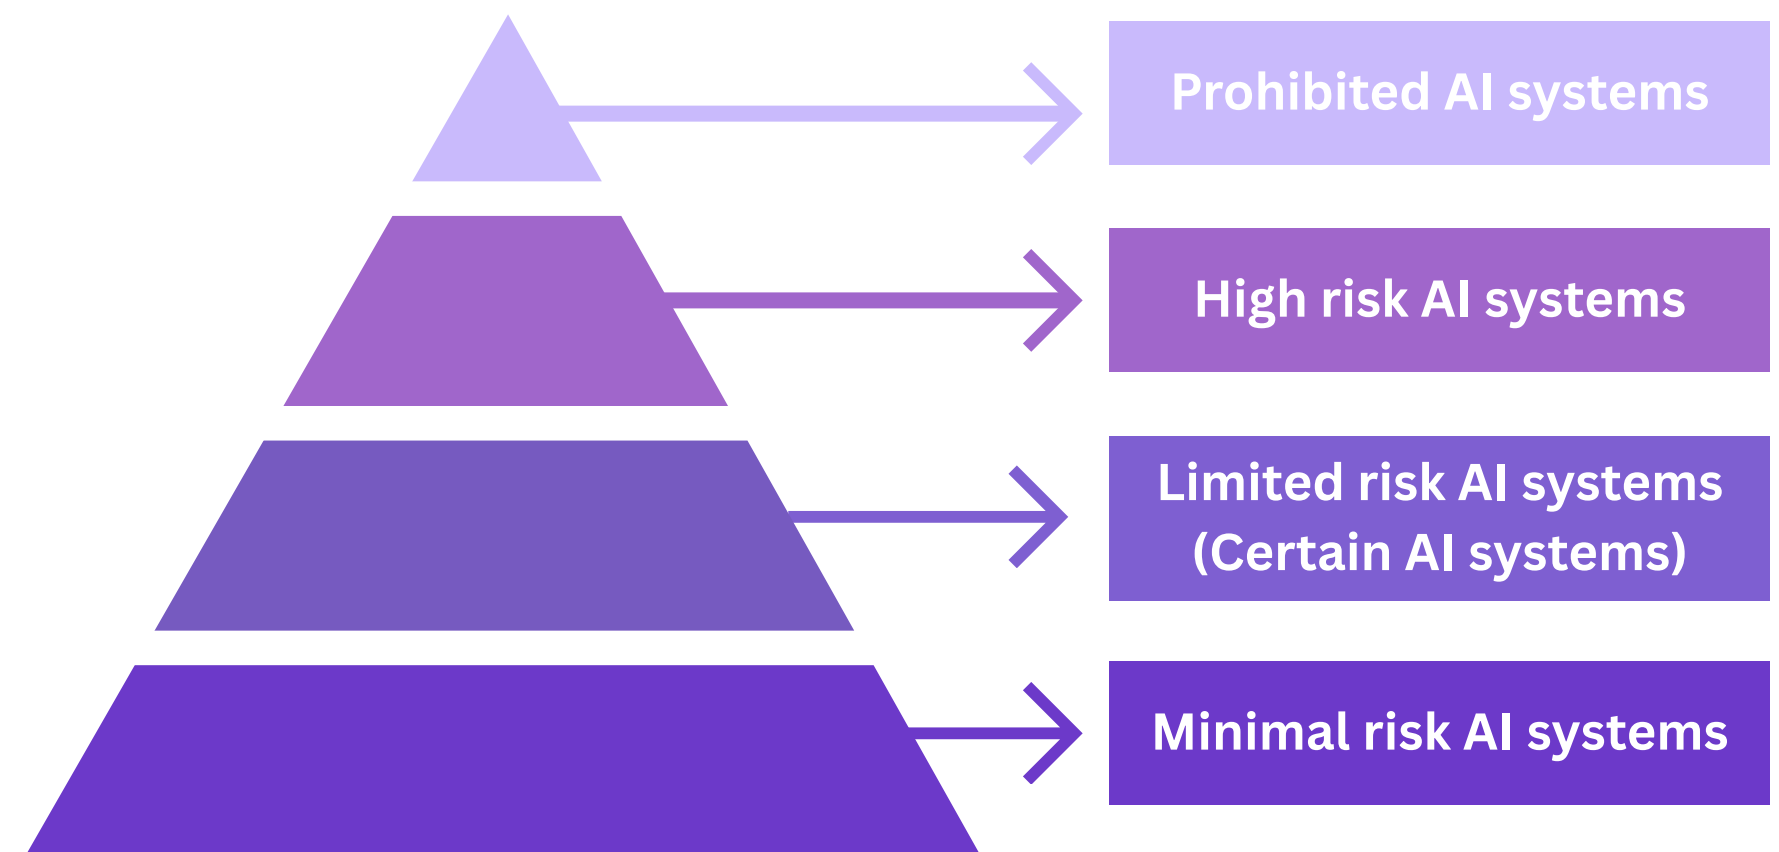 Prohibited AI systems
High risk AI systems
Limited risk AI systems
(Certain AI systems)
Minimal risk AI systems